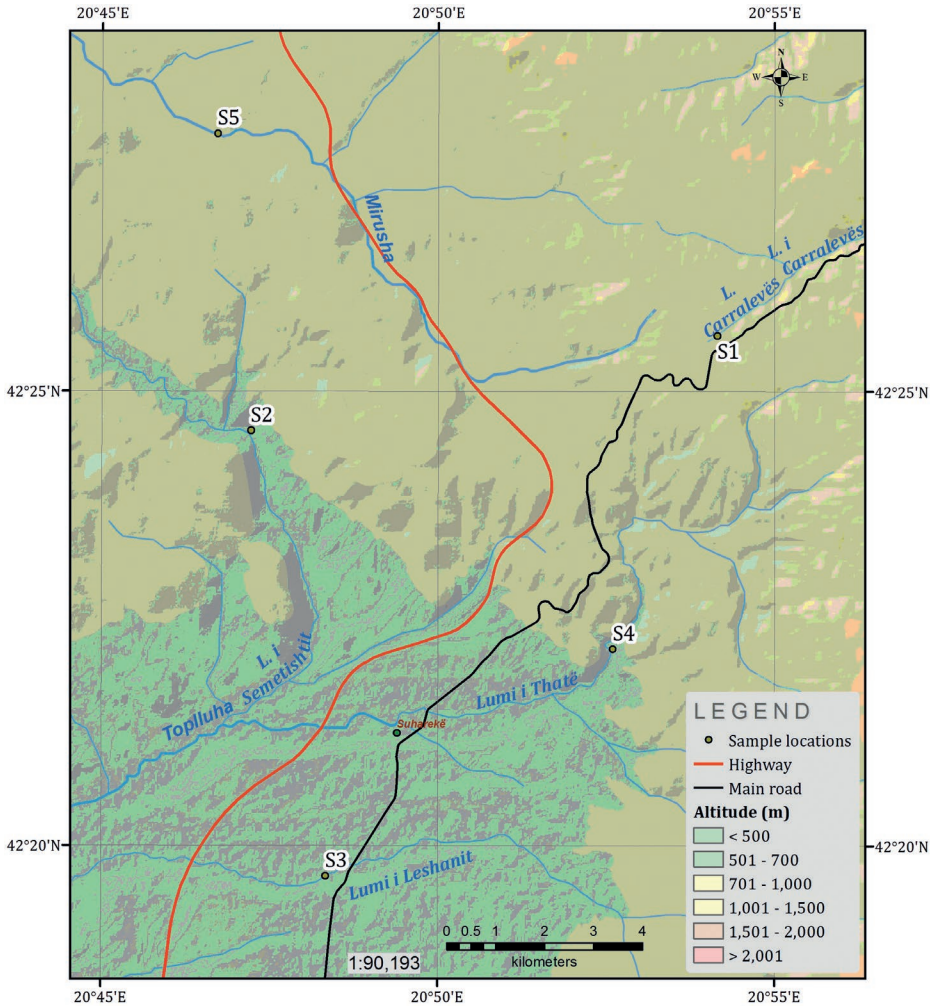 20°45'E
20°50'E
20°55'E
N
W
E
S
S5
Mirusha
L. i
Carralevës
L.
Carralevës
S1
42°25'N
42°25'N
S2
S4
L. i
Semetishtit
Toplluha
Lumi i Thatë
Suharekë
LEGEND
Sample locations
Highway
Main road
Altitude (m)
< 500
501 - 700
701 - 1,000
1,001 - 1,500
1,501 - 2,000
> 2,001
42°20'N
42°20'N
S3
Lumi i Leshanit
0 0.5 1 2 3 4
kilometers
1:90,193
20°45'E
20°50'E
20°55'E